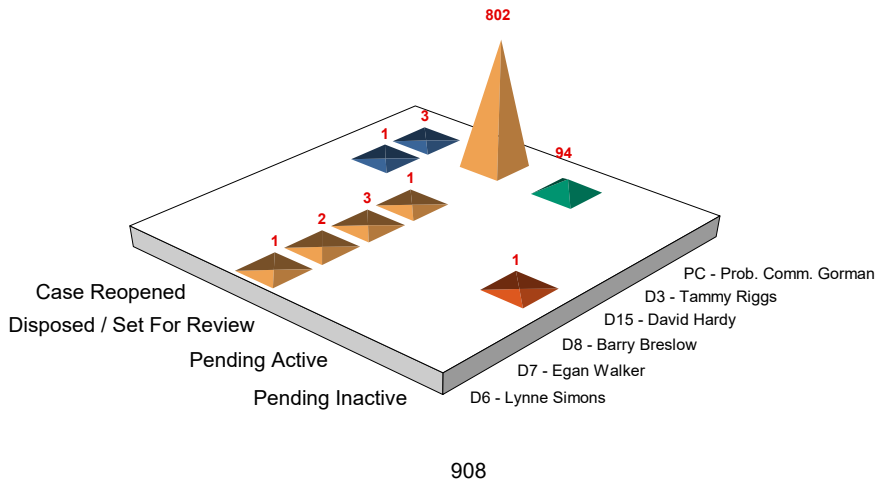 802
3
1
94
1
3
2
1
1
PC - Prob. Comm. Gorman
D3 - Tammy Riggs
D15 - David Hardy
D8 - Barry Breslow
D7 - Egan Walker
D6 - Lynne Simons
Case Reopened
Disposed / Set For Review
Pending Active
Pending Inactive
908